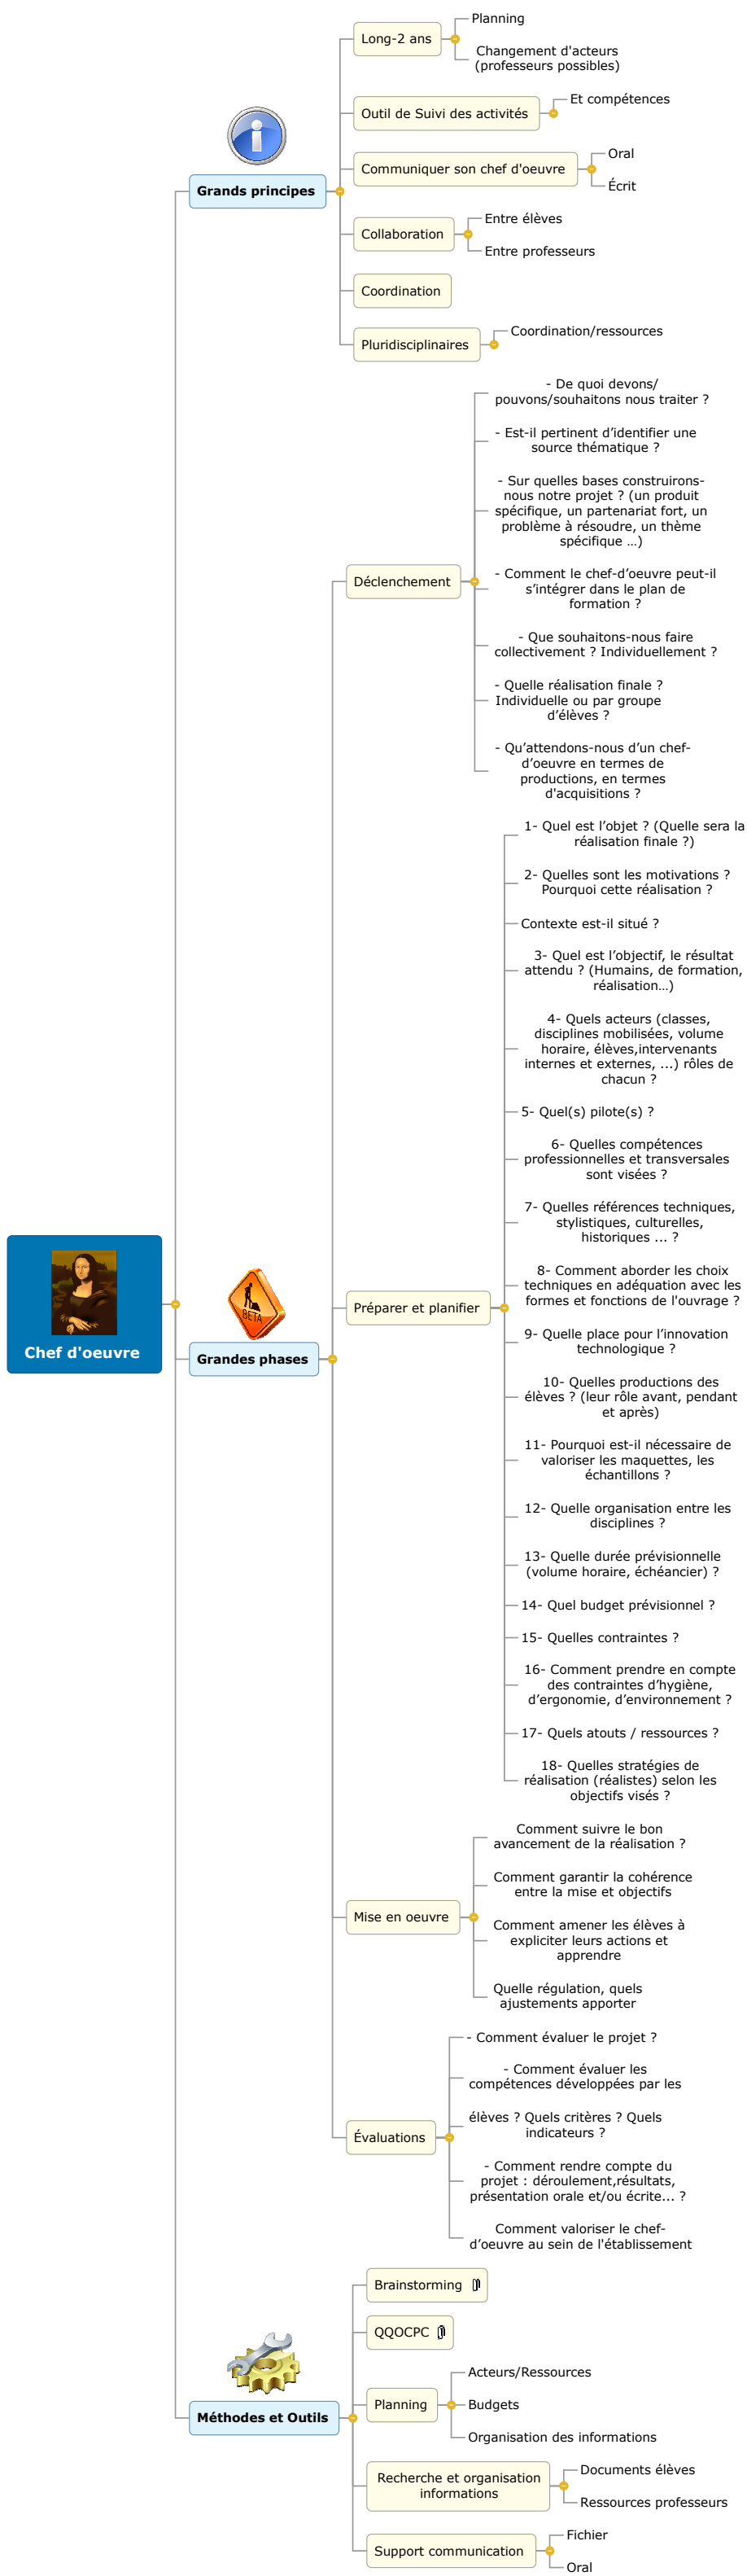 Planning
Long-2 ans
Changement d'acteurs
(professeurs possibles)
Et compétences
Outil de Suivi des activités
Oral
Communiquer son chef d'oeuvre
Écrit
Grands principes
Entre élèves
Collaboration
Entre professeurs
Coordination
Coordination/ressources
Pluridisciplinaires
- De quoi devons/
pouvons/souhaitons nous traiter ?
- Est-il pertinent d’identifier une
source thématique ?
- Sur quelles bases construirons-
nous notre projet ? (un produit
spécifique, un partenariat fort, un
problème à résoudre, un thème
spécifique …)
Déclenchement
- Comment le chef-d’oeuvre peut-il
s’intégrer dans le plan de
formation ?
- Que souhaitons-nous faire
collectivement ? Individuellement ?
- Quelle réalisation finale ?
Individuelle ou par groupe
d’élèves ?
- Qu’attendons-nous d’un chef-
d’oeuvre en termes de
productions, en termes
d'acquisitions ?
1- Quel est l’objet ? (Quelle sera la
réalisation finale ?)
2- Quelles sont les motivations ?
Pourquoi cette réalisation ?
Contexte est-il situé ?
3- Quel est l’objectif, le résultat
attendu ? (Humains, de formation,
réalisation…)
4- Quels acteurs (classes,
disciplines mobilisées, volume
horaire, élèves,intervenants
internes et externes, ...) rôles de
chacun ?
5- Quel(s) pilote(s) ?
6- Quelles compétences
professionnelles et transversales
sont visées ?
7- Quelles références techniques,
stylistiques, culturelles,
historiques ... ?
8- Comment aborder les choix
techniques en adéquation avec les
formes et fonctions de l'ouvrage ?
BETA
Préparer et planifier
9- Quelle place pour l’innovation
technologique ?
Chef d'oeuvre
Grandes phases
10- Quelles productions des
élèves ? (leur rôle avant, pendant
et après)
11- Pourquoi est-il nécessaire de
valoriser les maquettes, les
échantillons ?
12- Quelle organisation entre les
disciplines ?
13- Quelle durée prévisionnelle
(volume horaire, échéancier) ?
14- Quel budget prévisionnel ?
15- Quelles contraintes ?
16- Comment prendre en compte
des contraintes d’hygiène,
d’ergonomie, d’environnement ?
17- Quels atouts / ressources ?
18- Quelles stratégies de
réalisation (réalistes) selon les
objectifs visés ?
Comment suivre le bon
avancement de la réalisation ?
Comment garantir la cohérence
entre la mise et objectifs
Mise en oeuvre
Comment amener les élèves à
expliciter leurs actions et
apprendre
Quelle régulation, quels
ajustements apporter
- Comment évaluer le projet ?
- Comment évaluer les
compétences développées par les
élèves ? Quels critères ? Quels
indicateurs ?
Évaluations
- Comment rendre compte du
projet : déroulement,résultats,
présentation orale et/ou écrite... ?
Comment valoriser le chef-
d’oeuvre au sein de l'établissement
Brainstorming
QQOCPC
Acteurs/Ressources
Planning
Budgets
Méthodes et Outils
Organisation des informations
Documents élèves
Recherche et organisation
informations
Ressources professeurs
Fichier
Support communication
Oral